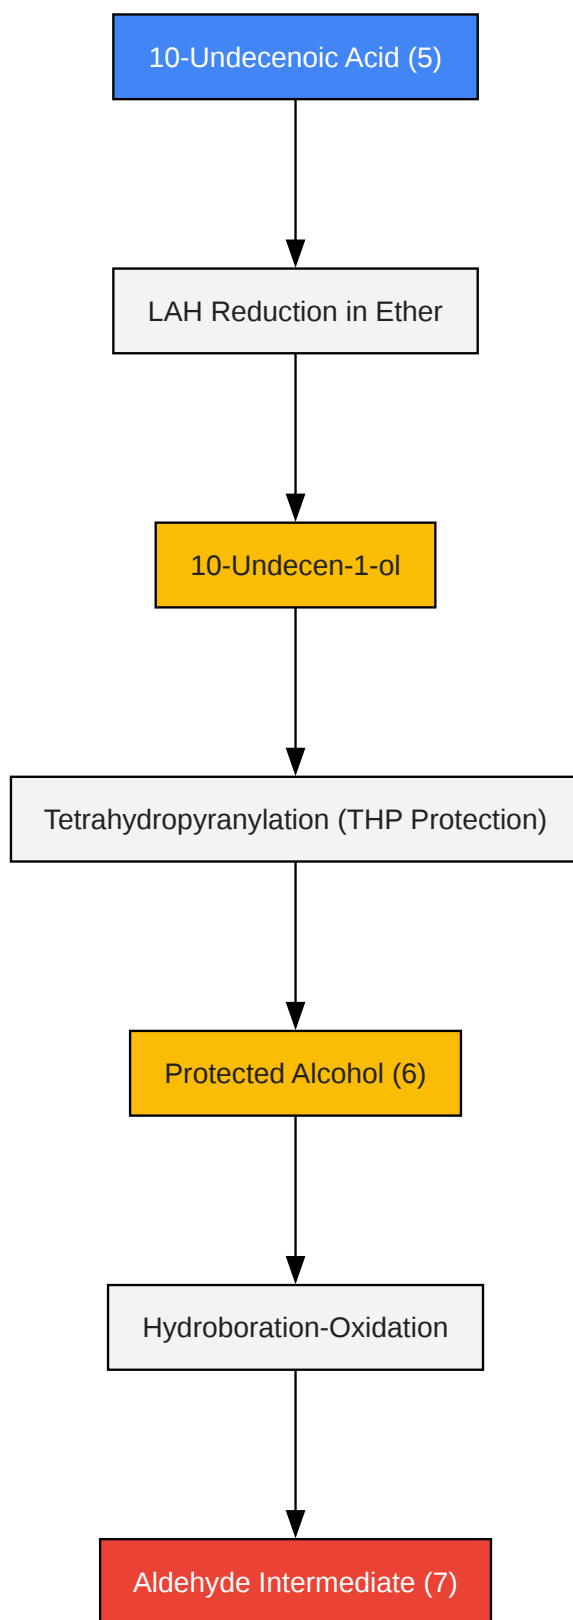 10-Undecenoic Acid (5)
LAH Reduction in Ether
10-Undecen-1-ol
Tetrahydropyranylation (THP Protection)
Protected Alcohol (6)
Hydroboration-Oxidation
Aldehyde Intermediate (7)